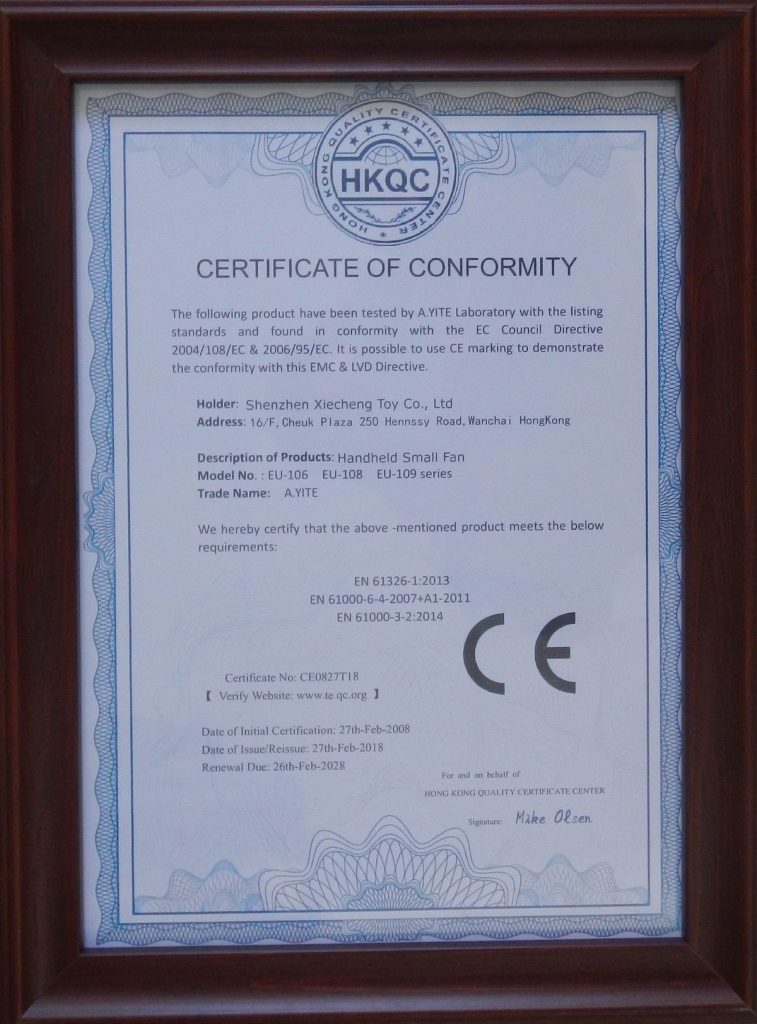 HONG KONG QUALITY CERTIFICATE CENTER
HKQC
CERTIFICATE OF CONFORMITY
The following product have been tested by A.YITE Laboratory with the listing
standards and found in conformity with the EC Council Directive
2004/108/EC & 2006/95/EC. It is possible to use CE marking to demonstrate
the conformity with this EMC & LVD Directive.
Holder: Shenzhen Xiecheng Toy Co., Ltd
Address: 16/F, Cheuk Plaza 250 Hennssy Road, Wanchai HongKong
Description of Products: Handheld Small Fan
Model No. : EU-106 EU-108 EU-109 series
Trade Name: A.YITE
We hereby certify that the above -mentioned product meets the below
requirements:
EN 61326-1:2013
EN 61000-6-4-2007+A1-2011
EN 61000-3-2:2014
CE
Certificate No: CE0827T18
【 Verify Website: www.te qc.org 】
Date of Initial Certification: 27th-Feb-2008
Date of Issue/Reissue: 27th-Feb-2018
Renewal Due: 26th-Feb-2028
For and on behalf of
HONG KONG QUALITY CERTIFICATE CENTER
Signature: Mike Olsen